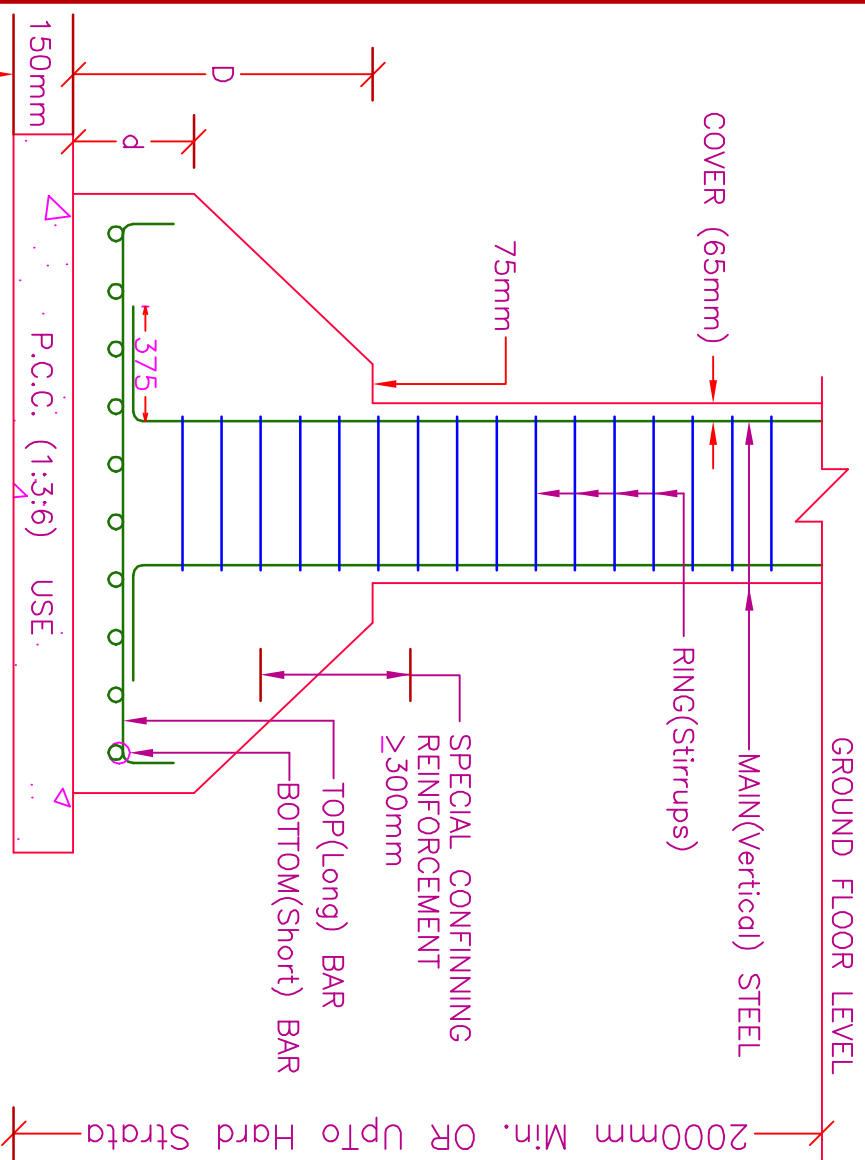 GROUND FLOOR LEVEL
COVER (65mm)
MAIN(Vertical) STEEL
RING(Stirrups)
75mm
SPECIAL CONFINNING
REINFORCEMENT
≥300mm
TOP(Long) BAR
BOTTOM(Short) BAR
D
d
375
150mm
P.C.C. (1:3:6) USE
2000mm Min. OR UpTo Hard Strata